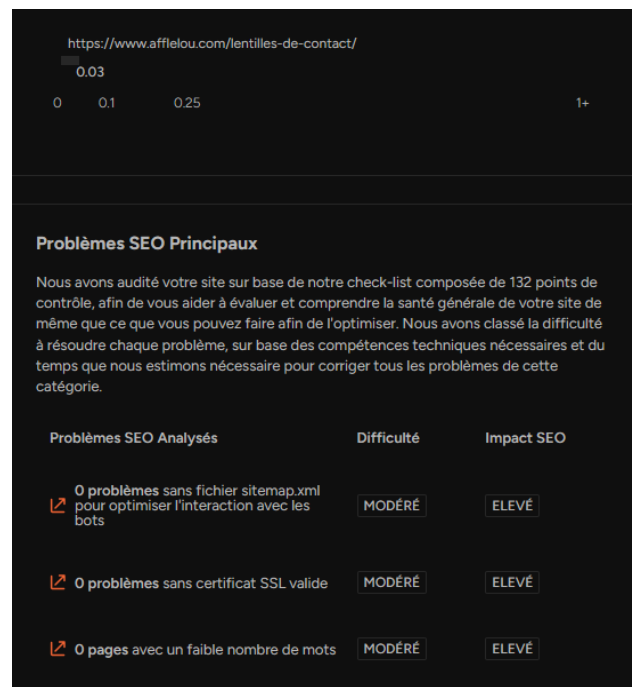 https://www.afflelou.com/lentilles-de-contact/
0.03
0 0.1 0.25 1+
Problèmes SEO Principaux
Nous avons audité votre site sur base de notre check-list composée de 132 points de
contrôle, afin de vous aider à évaluer et comprendre la santé générale de votre site de
même que ce que vous pouvez faire afin de l'optimiser. Nous avons classé la difficulté
à résoudre chaque problème, sur base des compétences techniques nécessaires et du
temps que nous estimons nécessaire pour corriger tous les problèmes de cette
catégorie.
Problèmes SEO Analysés Difficulté Impact SEO
0 problèmes sans fichier sitemap.xml
pour optimiser l'interaction avec les
bots
MODÉRÉ ELEVÉ
0 problèmes sans certificat SSL valide MODÉRÉ ELEVÉ
0 pages avec un faible nombre de mots MODÉRÉ ELEVÉ